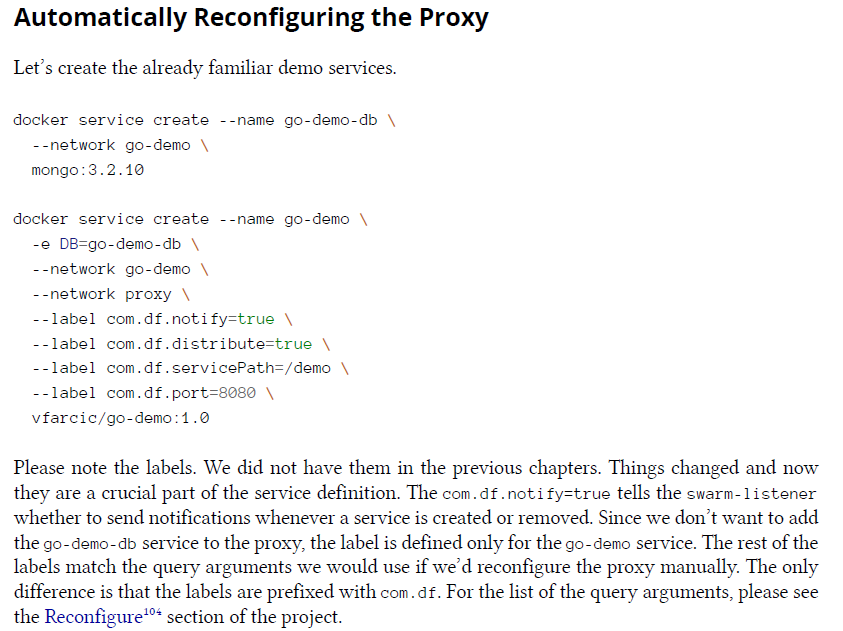 Automatically Reconfiguring the Proxy
Let’s create the already familiar demo services.
docker service create --name go-demo-db \
--network go-demo \
mongo:3.2.10
docker service create --name go-demo \
-e DB=go-demo-db \
--network go-demo \
--network proxy \
--label com.df.notify=true \
--label com.df.distribute=true \
--label com.df.servicePath=/demo \
--label com.df.port=8080 \
vfarcic/go-demo:1.0
Please note the labels. We did not have them in the previous chapters. Things changed and now
they are a crucial part of the service definition. The com.df.notify=true tells the swarm-listener
whether to send notifications whenever a service is created or removed. Since we don’t want to add
the go-demo-db service to the proxy, the label is defined only for the go-demo service. The rest of the
labels match the query arguments we would use if we’d reconfigure the proxy manually. The only
difference is that the labels are prefixed with com.df. For the list of the query arguments, please see
the Reconfigure¹⁰⁴ section of the project.